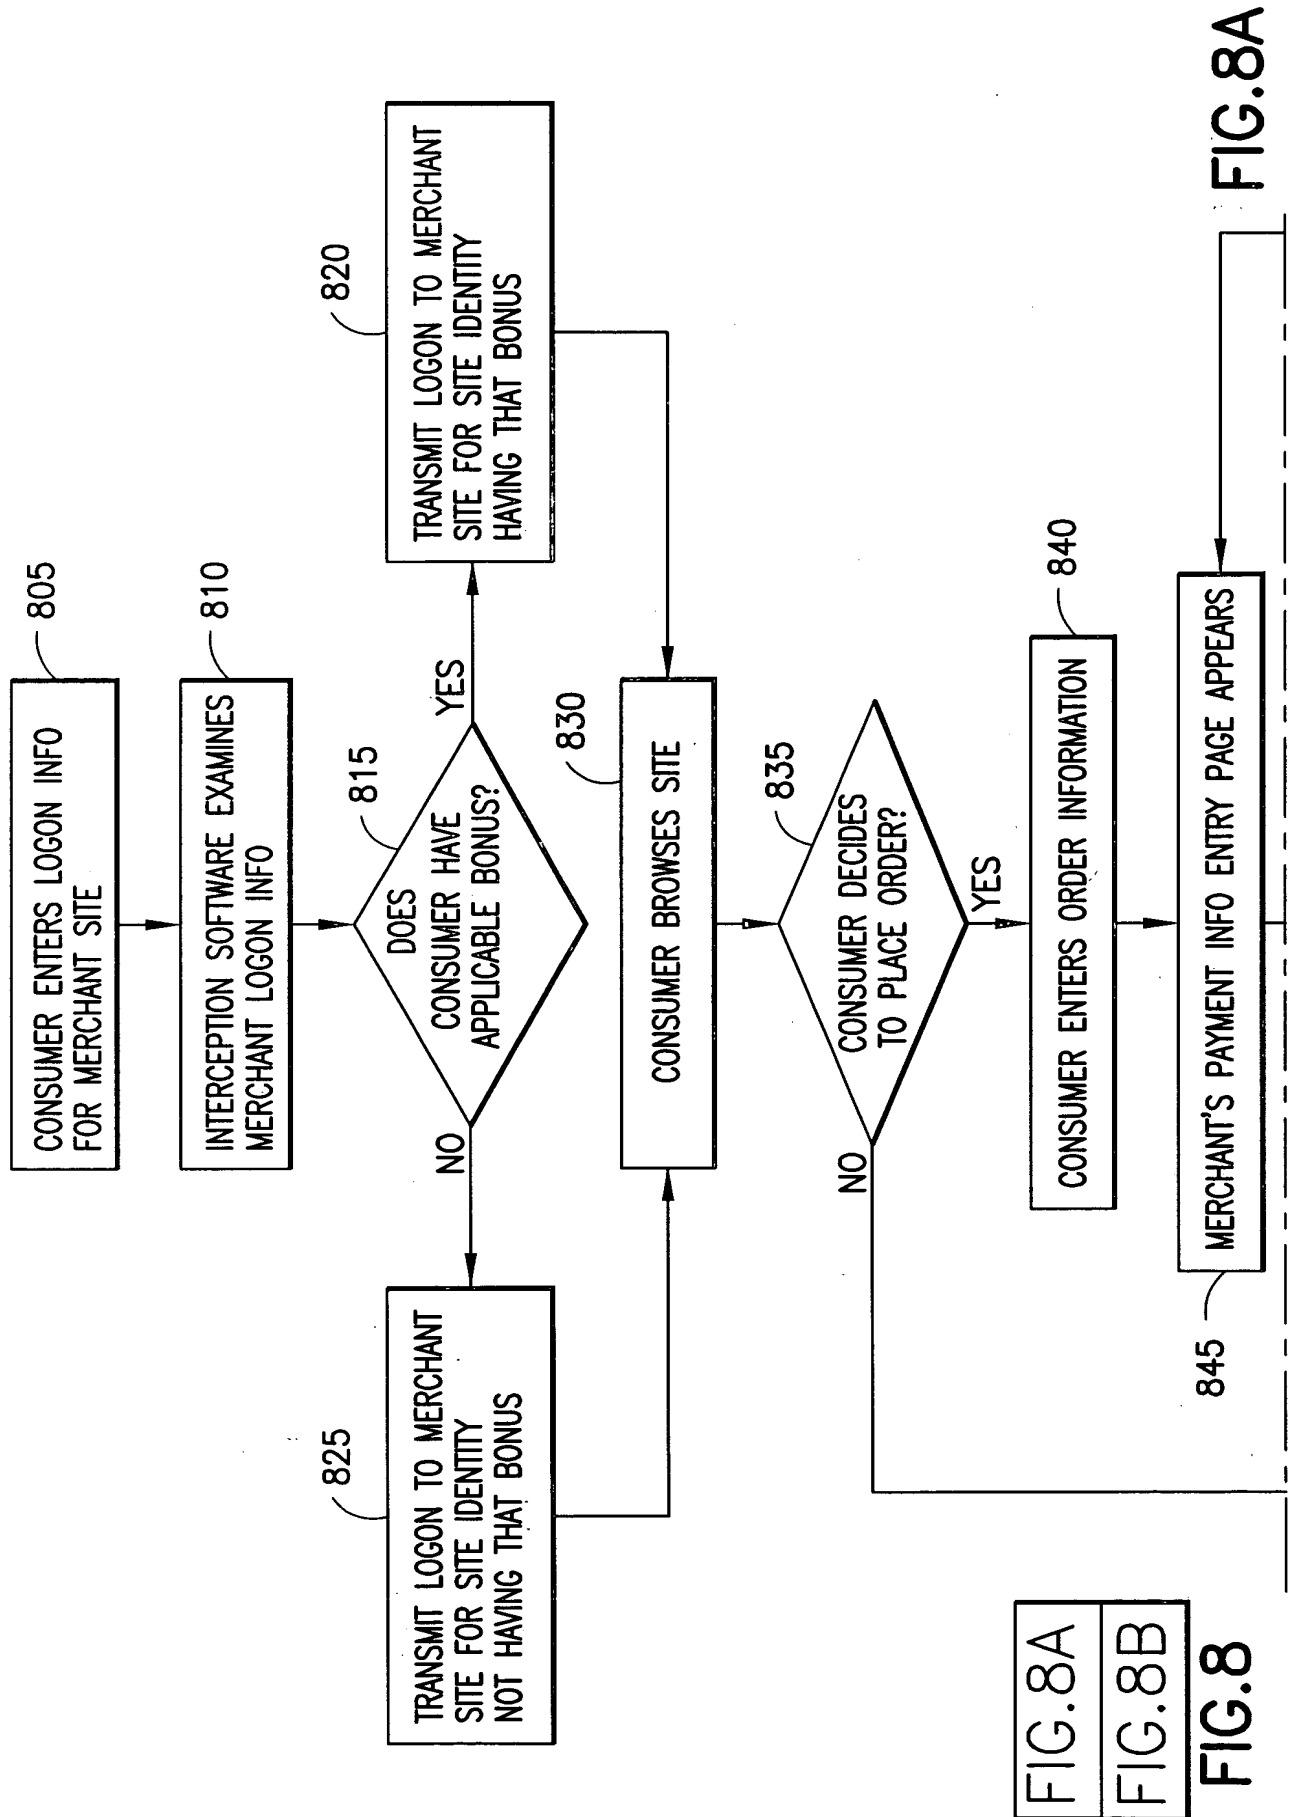 CONSUMER ENTERS LOGON INFO
FOR MERCHANT SITE
805
INTERCEPTION SOFTWARE EXAMINES
MERCHANT LOGON INFO
810
DOES
CONSUMER HAVE
APPLICABLE BONUS?
815
NO
YES
TRANSMIT LOGON TO MERCHANT
SITE FOR SITE IDENTITY
NOT HAVING THAT BONUS
825
TRANSMIT LOGON TO MERCHANT
SITE FOR SITE IDENTITY
HAVING THAT BONUS
820
CONSUMER BROWSES SITE
830
CONSUMER DECIDES
TO PLACE ORDER?
835
NO
YES
CONSUMER ENTERS ORDER INFORMATION
840
MERCHANT'S PAYMENT INFO ENTRY PAGE APPEARS
845
FIG.8A
FIG.8B
FIG.8
FIG.8A